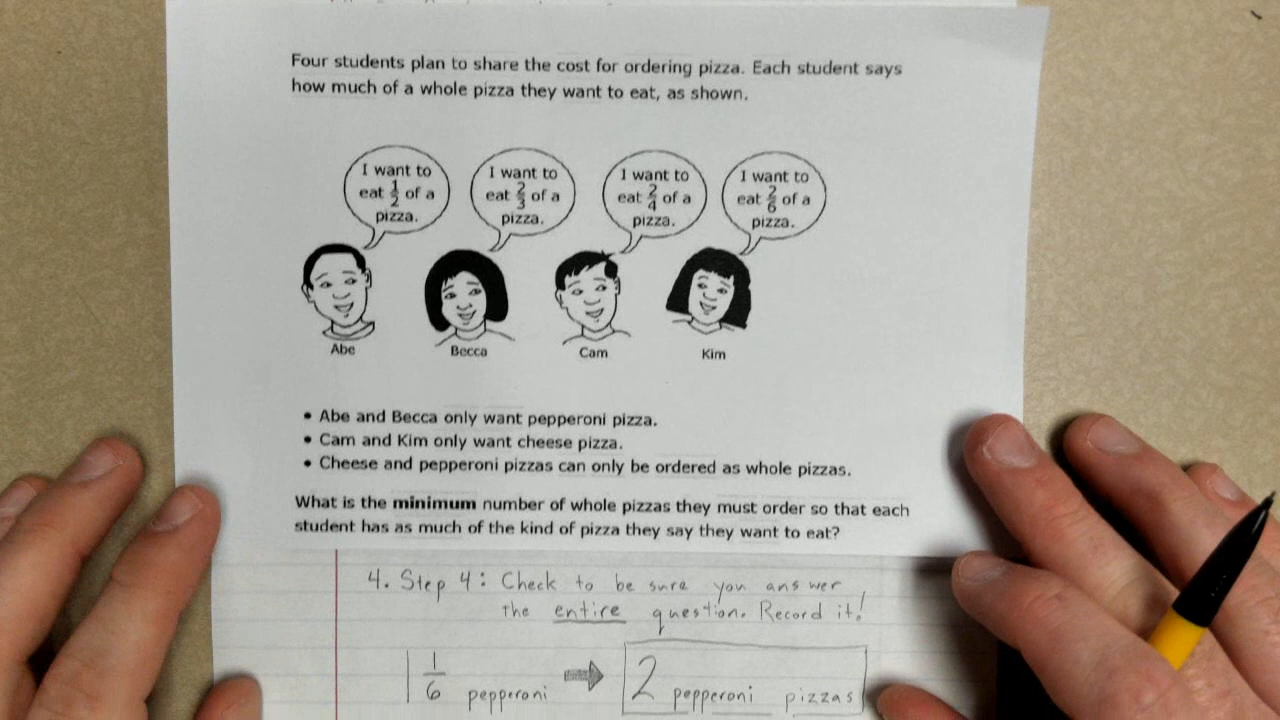 Four students plan to share the cost for ordering pizza. Each student says
how much of a whole pizza they want to eat, as shown.
I want to
eat 1/2 of a
pizza.
I want to
eat 2/3 of a
pizza.
I want to
eat 2/4 of a
pizza.
I want to
eat 2/6 of a
pizza.
Abe
Becca
Cam
Kim
• Abe and Becca only want pepperoni pizza.
• Cam and Kim only want cheese pizza.
• Cheese and pepperoni pizzas can only be ordered as whole pizzas.
What is the minimum number of whole pizzas they must order so that each
student has as much of the kind of pizza they say they want to eat?
4. Step 4: Check to be sure you answer
the entire question. Record it!
1 1/6 pepperoni → 2 pepperoni pizzas